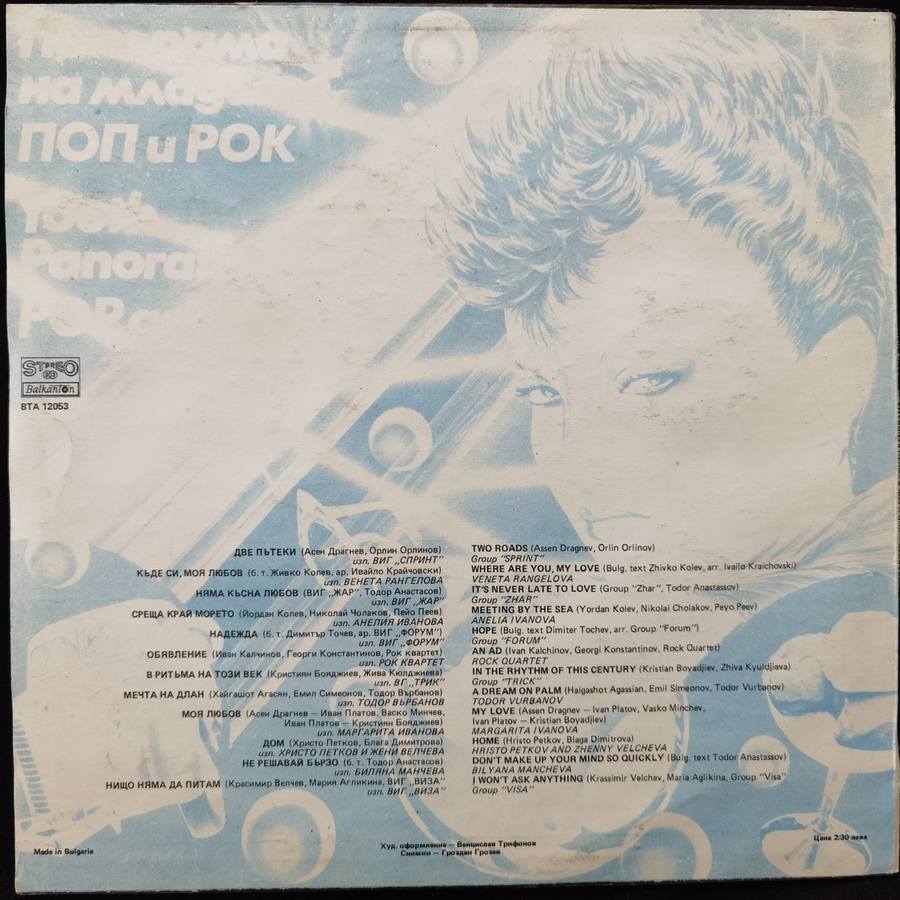 на млад
ПОП и РОК
Youth
Panora
POP a
STEREO
Balkanton
BTA 12053
ДВЕ ПЪТЕКИ (Асен Драгнев, Орлин Орлинов)
изп. ВИГ „СПРИНТ”
КЪДЕ СИ, МОЯ ЛЮБОВ (б. т. Живко Колев, ар. Ивайло Крайчовски)
изп. ВЕНЕТА РАНГЕЛОВА
НЯМА КЪСНА ЛЮБОВ (ВИГ „ЖАР”, Тодор Анастасов)
изп. ВИГ „ЖАР”
СРЕЩА КРАЙ МОРЕТО (Йордан Колев, Николай Чолаков, Пейо Пеев)
изп. АНЕЛИЯ ИВАНОВА
НАДЕЖДА (б. т. Димитър Точев, ар. ВИГ „ФОРУМ”)
изп. ВИГ „ФОРУМ”
ОБЯВЛЕНИЕ (Иван Калчинов, Георги Константинов, Рок квартет)
изп. РОК КВАРТЕТ
В РИТЪМА НА ТОЗИ ВЕК (Кристиян Бояджиев, Жива Кюлджиева)
изп. ВГ „ТРИК”
МЕЧТА НА ДЛАН (Хайгашот Агасян, Емил Симеонов, Тодор Върбанов)
изп. ТОДОР ВЪРБАНОВ
МОЯ ЛЮБОВ (Асен Драгнев — Иван Платов, Васко Минчев,
Иван Платов — Кристиян Бояджиев)
изп. МАРГАРИТА ИВАНОВА
ДОМ (Христо Петков, Блага Димитрова)
изп. ХРИСТО ПЕТКОВ И ЖЕНИ ВЕЛЧЕВА
НЕ РЕШАВАЙ БЪРЗО (б. т. Тодор Анастасов)
изп. БИЛЯНА МАНЧЕВА
НИЩО НЯМА ДА ПИТАМ (Красимир Велчев, Мария Агликина, ВИГ „ВИЗА”
изп. ВИГ „ВИЗА”
TWO ROADS (Assen Dragnev, Orlin Orlinov)
Group “SPRINT”
WHERE ARE YOU, MY LOVE (Bulg. text Zhivko Kolev, arr. Ivailo Kraichovski)
VENETA RANGELOVA
IT'S NEVER LATE TO LOVE (Group “Zhar”, Todor Anastassov)
Group “ZHAR”
MEETING BY THE SEA (Yordan Kolev, Nikolai Cholakov, Peyo Peev)
ANELIA IVANOVA
HOPE (Bulg. text Dimiter Tochev, arr. Group “Forum”)
Group “FORUM”
AN AD (Ivan Kalchinov, Georgi Konstantinov, Rock Quartet)
ROCK QUARTET
IN THE RHYTHM OF THIS CENTURY (Kristian Boyadjiev, Zhiva Kyuldjieva)
Group “TRICK”
A DREAM ON PALM (Haigashot Agassian, Emil Simeonov, Todor Vurbanov)
TODOR VURBANOV
MY LOVE (Assen Dragnev — Ivan Platov, Vasko Minchev,
Ivan Platov — Kristian Boyadjiev)
MARGARITA IVANOVA
HOME (Hristo Petkov, Blaga Dimitrova)
HRISTO PETKOV AND ZHENNY VELCHEVA
DON'T MAKE UP YOUR MIND SO QUICKLY (Bulg. text Todor Anastassov)
BILYANA MANCHEVA
I WON'T ASK ANYTHING (Krassimir Velchev, Maria Aglikina, Group “Visa”
Group “VISA”
Made in Bulgaria
Худ. оформление — Венцислав Трифонов
Снимки — Гроздан Грозев
Цена 2.30 лева